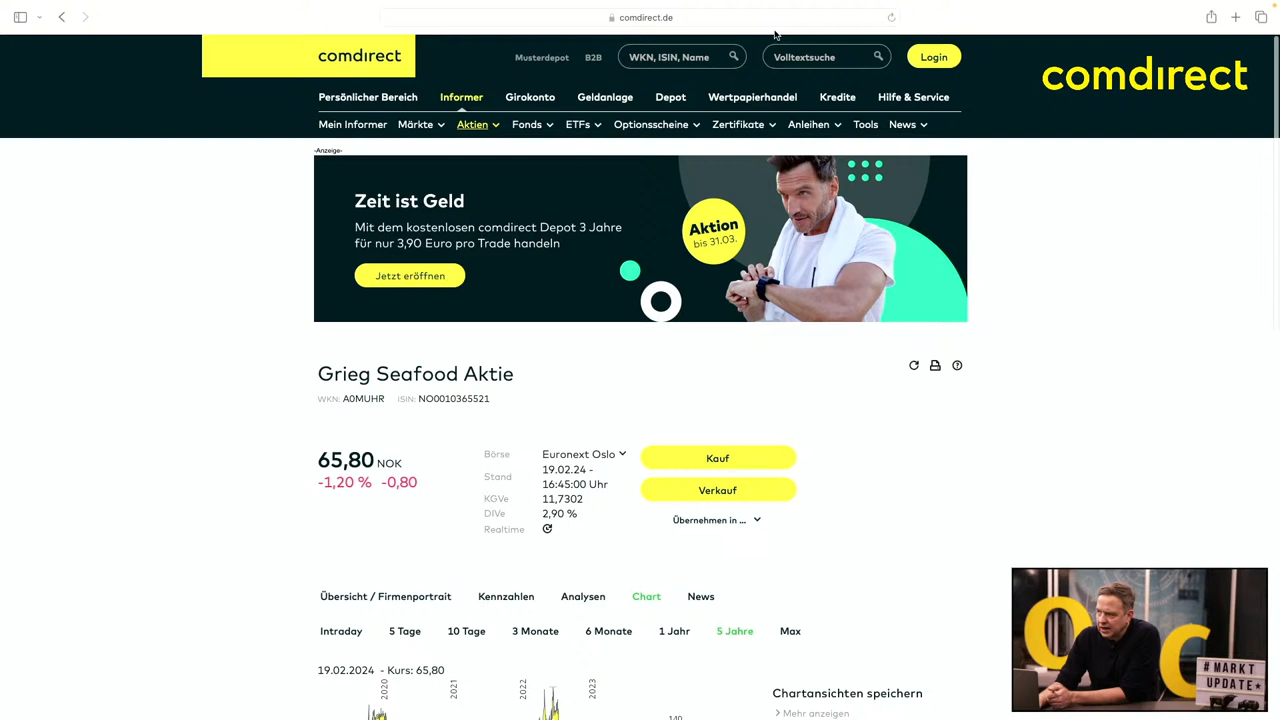 comdirect.de
comdirect
Musterdepot
B2B
WKN, ISIN, Name
Volltextsuche
Login
comdirect
Persönlicher Bereich
Informer
Girokonto
Geldanlage
Depot
Wertpapierhandel
Kredite
Hilfe & Service
Mein Informer
Märkte
Aktien
Fonds
ETFs
Optionsscheine
Zertifikate
Anleihen
Tools
News
-Anzeige-
Zeit ist Geld
Mit dem kostenlosen comdirect Depot 3 Jahre
für nur 3,90 Euro pro Trade handeln
Jetzt eröffnen
Aktion
bis 31.03.
Grieg Seafood Aktie
WKN: A0MUHR ISIN: NO0010365521
65,80 NOK
-1,20 % -0,80
Börse Euronext Oslo
Stand 19.02.24 -
16:45:00 Uhr
KGVe 11,7302
DIVe 2,90 %
Realtime
Kauf
Verkauf
Übernehmen in ...
Übersicht / Firmenportrait
Kennzahlen
Analysen
Chart
News
Intraday
5 Tage
10 Tage
3 Monate
6 Monate
1 Jahr
5 Jahre
Max
19.02.2024 - Kurs: 65,80
2020
2021
2022
2023
140
Chartansichten speichern
Mehr anzeigen
O
C
# MARKT
UPDATE